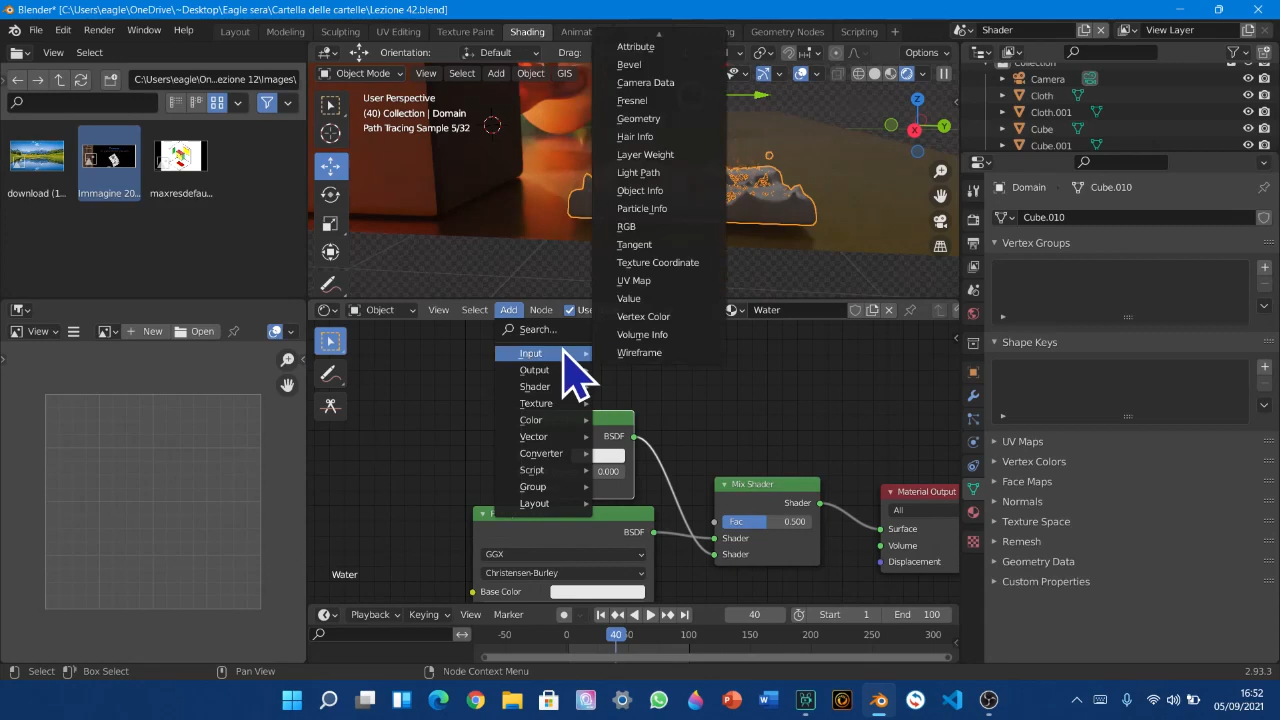 Blender* [C:\Users\eagle\OneDrive\~Desktop\Eagle sera\Cartella delle cartelle\Lezione 42.blend]
File Edit Render Window Help Layout Modeling Sculpting UV Editing Texture Paint Shading Animat Geometry Nodes Scripting Shader View Layer
View Select Orientation: Default Drag: Options
C:\Users\eagle\On...ezione 12\Images\ Object Mode View Select Add Object GIS
User Perspective
(40) Collection | Domain
Path Tracing Sample 5/32
download (1... Immagine 20... maxresdefau...
Z
Y
X
Collection
Camera
Cloth
Cloth.001
Cube
Cube.001
Domain Cube.010
Cube.010
Vertex Groups
Shape Keys
UV Maps
Vertex Colors
Face Maps
Normals
Texture Space
Remesh
Geometry Data
Custom Properties
Attribute
Bevel
Camera Data
Fresnel
Geometry
Hair Info
Layer Weight
Light Path
Object Info
Particle Info
RGB
Tangent
Texture Coordinate
UV Map
Value
Vertex Color
Volume Info
Wireframe
View New Open
Object View Select Add Node Use Water
Search...
Input
Output
Shader
Texture
Color
Vector
Converter
Script
Group
Layout
BSDF
0.000
BSDF
GGX
Christensen-Burley
Base Color
Mix Shader
Shader
Fac 0.500
Shader
Shader
Material Output
All
Surface
Volume
Displacement
Water
Playback Keying View Marker 40 Start 1 End 100
-50 0 40 50 100 150 200 250 300
Select Box Select Pan View Node Context Menu 2.93.3
16:52
05/09/2021